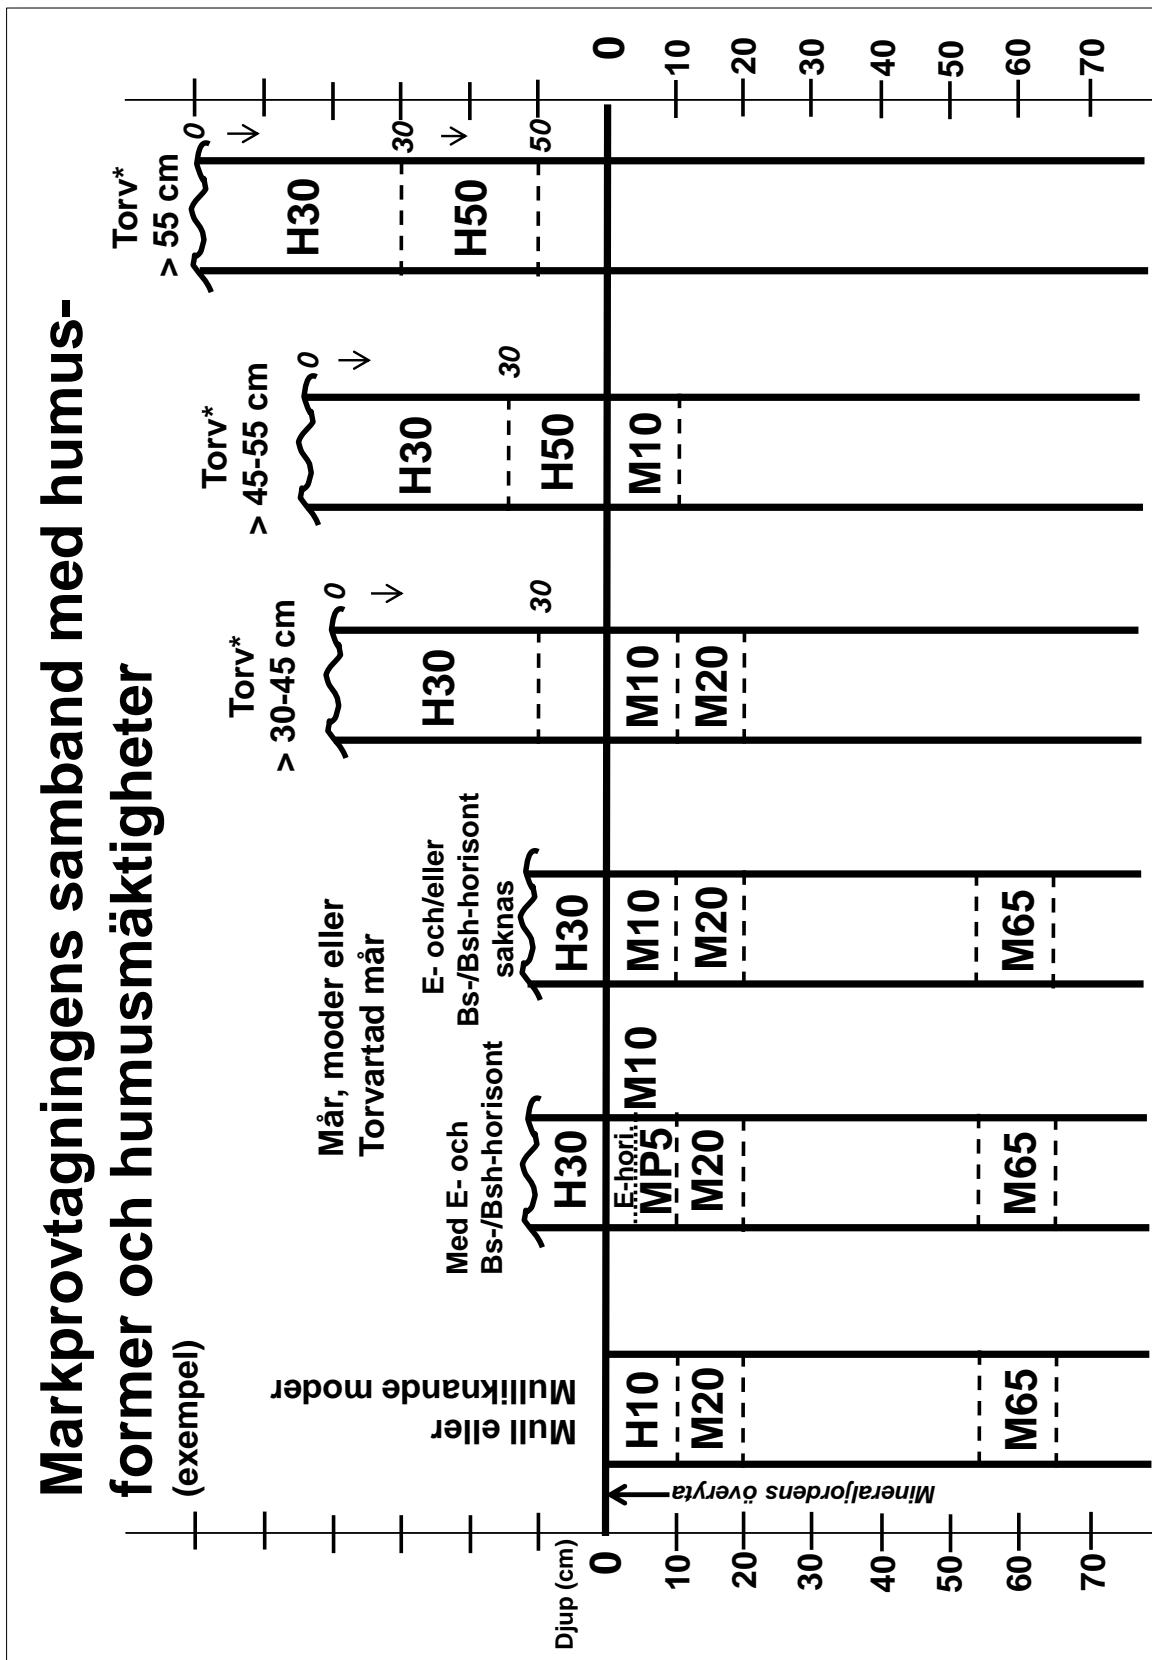 Markprovtagningens samband med humus-
former och humusmäktigheter
(exempel)
Mull eller
Mulliknande moder
Mår, moder eller
Torvartad mår
Med E- och
Bs-/Bsh-horisont
E- och/eller
Bs-/Bsh-horisont
saknas
Torv*
> 30-45 cm
Torv*
> 45-55 cm
Torv*
> 55 cm
Djup (cm)
0
10
20
30
40
50
60
70
Mineraljordens överyta
H10
M20
M65
H30
E-hori.
MP5
M10
M20
M65
H30
M10
M20
M65
0
H30
30
M10
M20
0
H30
30
H50
M10
0
H30
30
H50
50
0
10
20
30
40
50
60
70